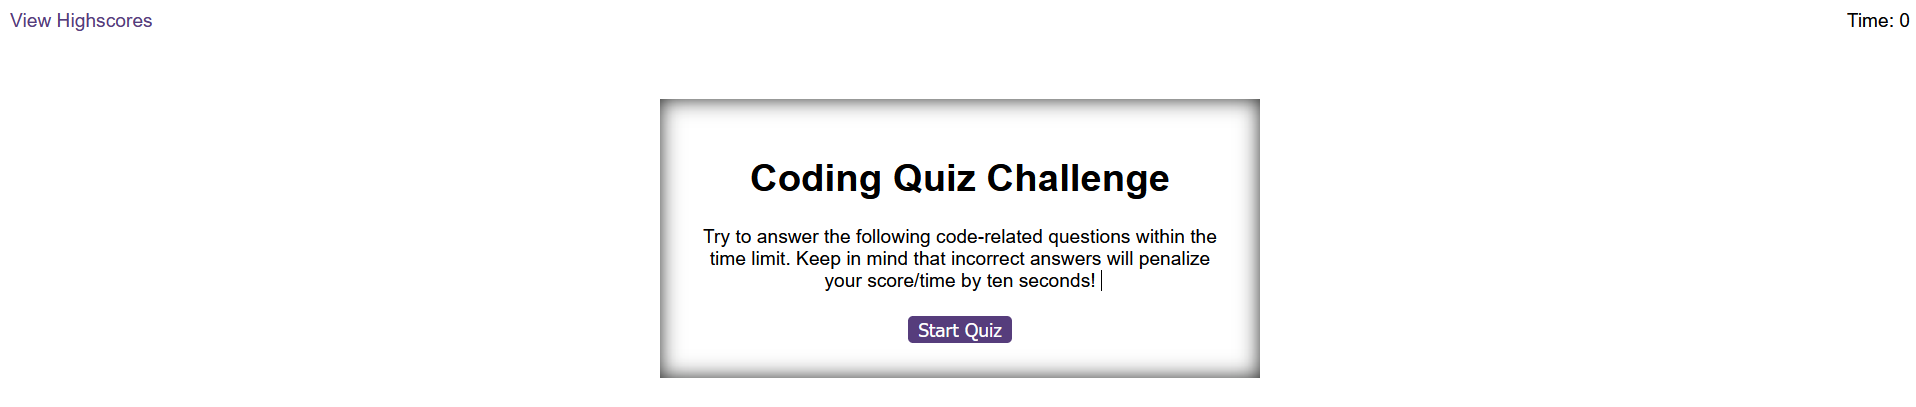 View Highscores
Time: 0
Coding Quiz Challenge
Try to answer the following code-related questions within the
time limit. Keep in mind that incorrect answers will penalize
your score/time by ten seconds!
Start Quiz